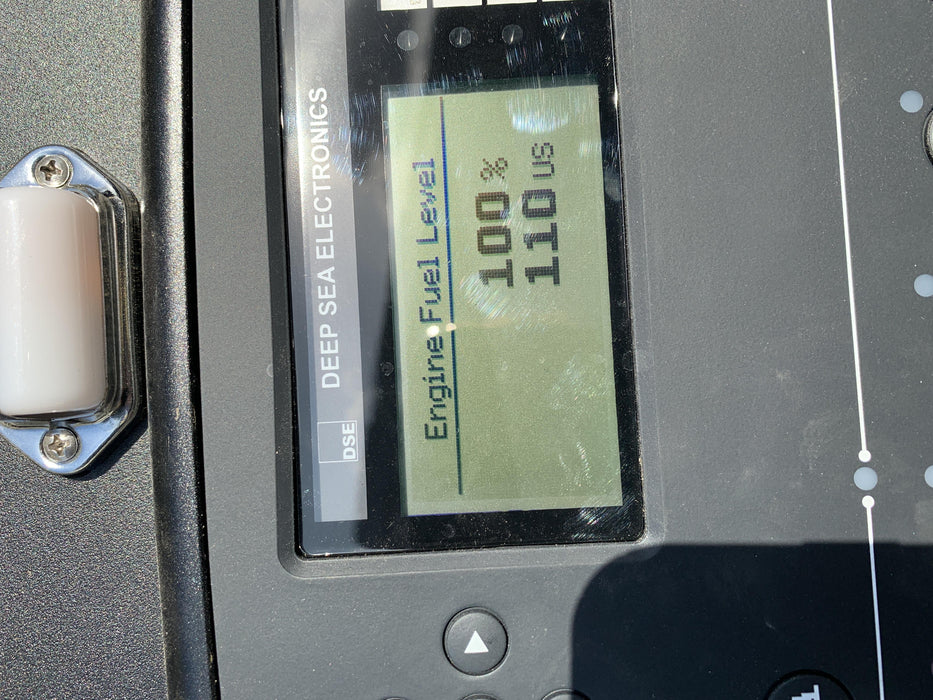 DSE DEEP SEA ELECTRONICS
Engine Fuel Level
100 %
110 US